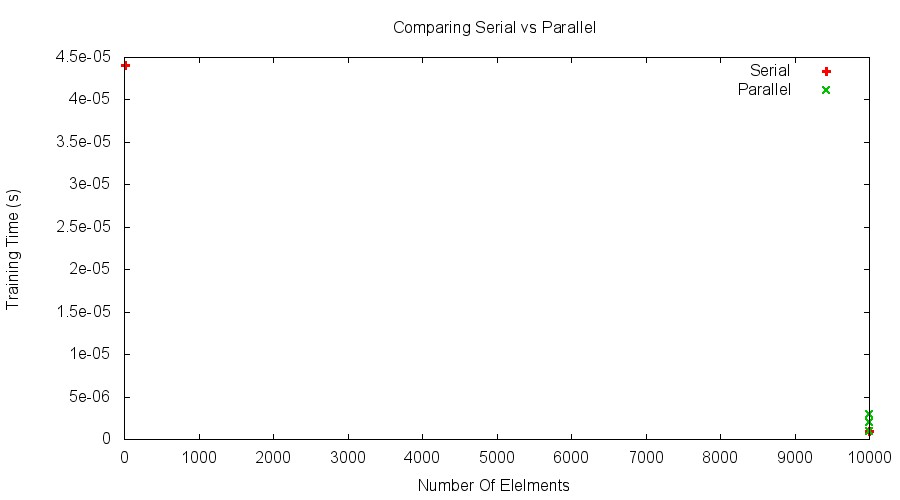 Comparing Serial vs Parallel
4.5e-05
4e-05
3.5e-05
3e-05
2.5e-05
2e-05
1.5e-05
1e-05
5e-06
0
Training Time (s)
Serial
Parallel
0 1000 2000 3000 4000 5000 6000 7000 8000 9000 10000
Number Of Elelments